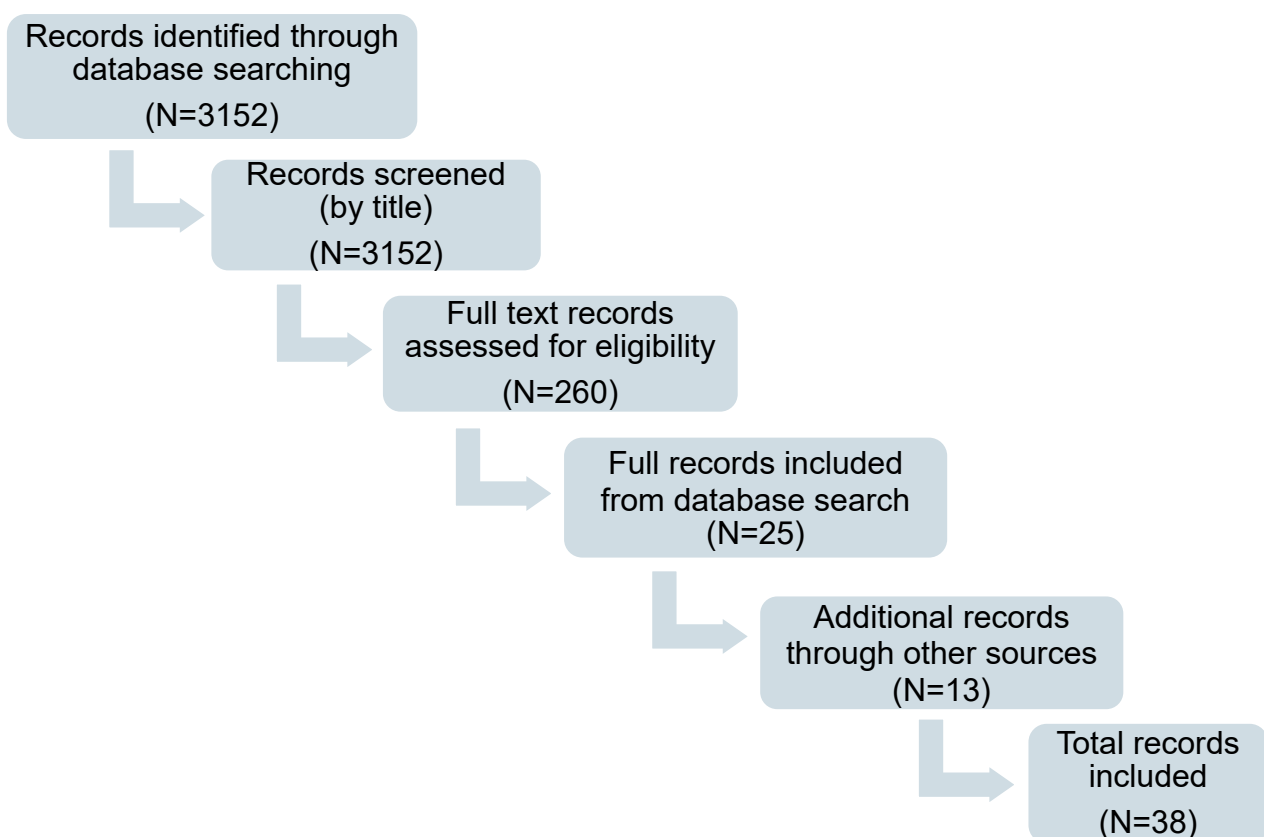 Records identified through
database searching
(N=3152)
Records screened
(by title)
(N=3152)
Full text records
assessed for eligibility
(N=260)
Full records included
from database search
(N=25)
Additional records
through other sources
(N=13)
Total records
included
(N=38)